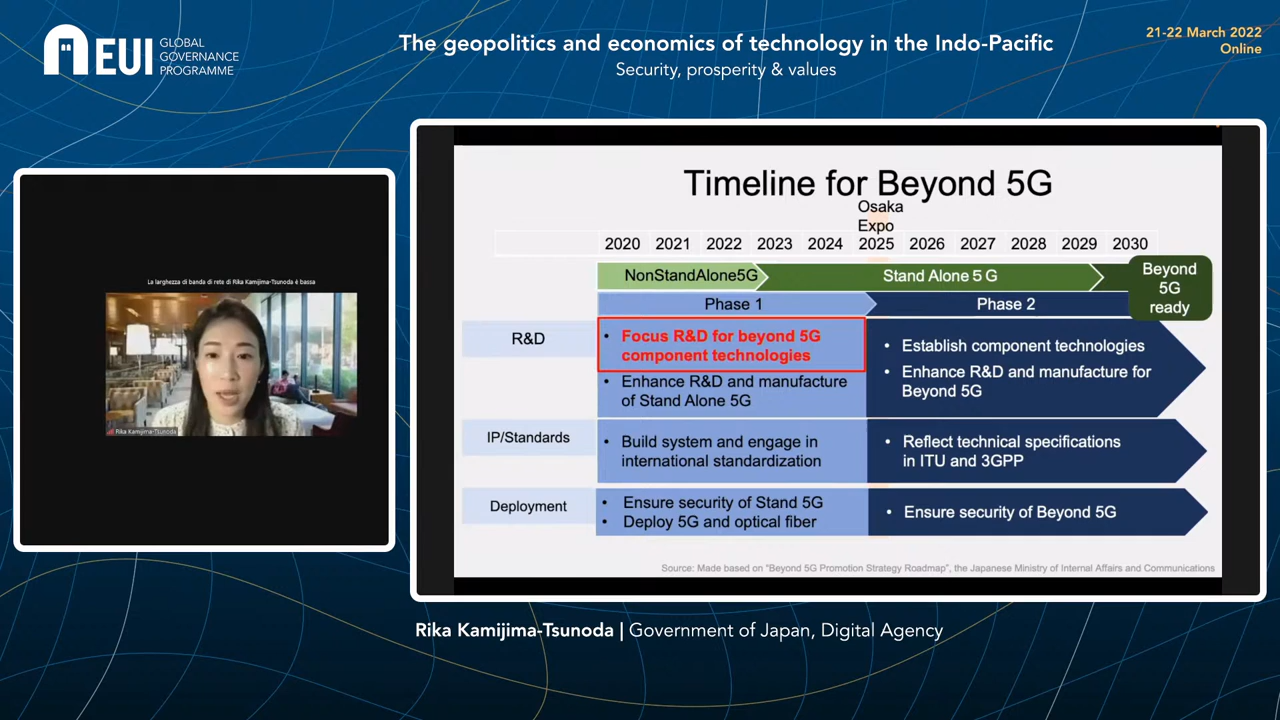 EUI
GLOBAL
GOVERNANCE
PROGRAMME
The geopolitics and economics of technology in the Indo-Pacific
Security, prosperity & values
21-22 March 2022
Online
La larghezza di banda di rete di Rika Kamijima-Tsunoda è bassa
Rika Kamijima-Tsunoda
Timeline for Beyond 5G
Osaka
Expo
2020 2021 2022 2023 2024 2025 2026 2027 2028 2029 2030
NonStandAlone5G Stand Alone 5 G
Beyond
5G
ready
Phase 1 Phase 2
R&D
• Focus R&D for beyond 5G
component technologies
• Enhance R&D and manufacture
of Stand Alone 5G
• Establish component technologies
• Enhance R&D and manufacture for
Beyond 5G
IP/Standards
• Build system and engage in
international standardization
• Reflect technical specifications
in ITU and 3GPP
Deployment
• Ensure security of Stand 5G
• Deploy 5G and optical fiber
• Ensure security of Beyond 5G
Source: Made based on "Beyond 5G Promotion Strategy Roadmap", the Japanese Ministry of Internal Affairs and Communications
Rika Kamijima-Tsunoda | Government of Japan, Digital Agency